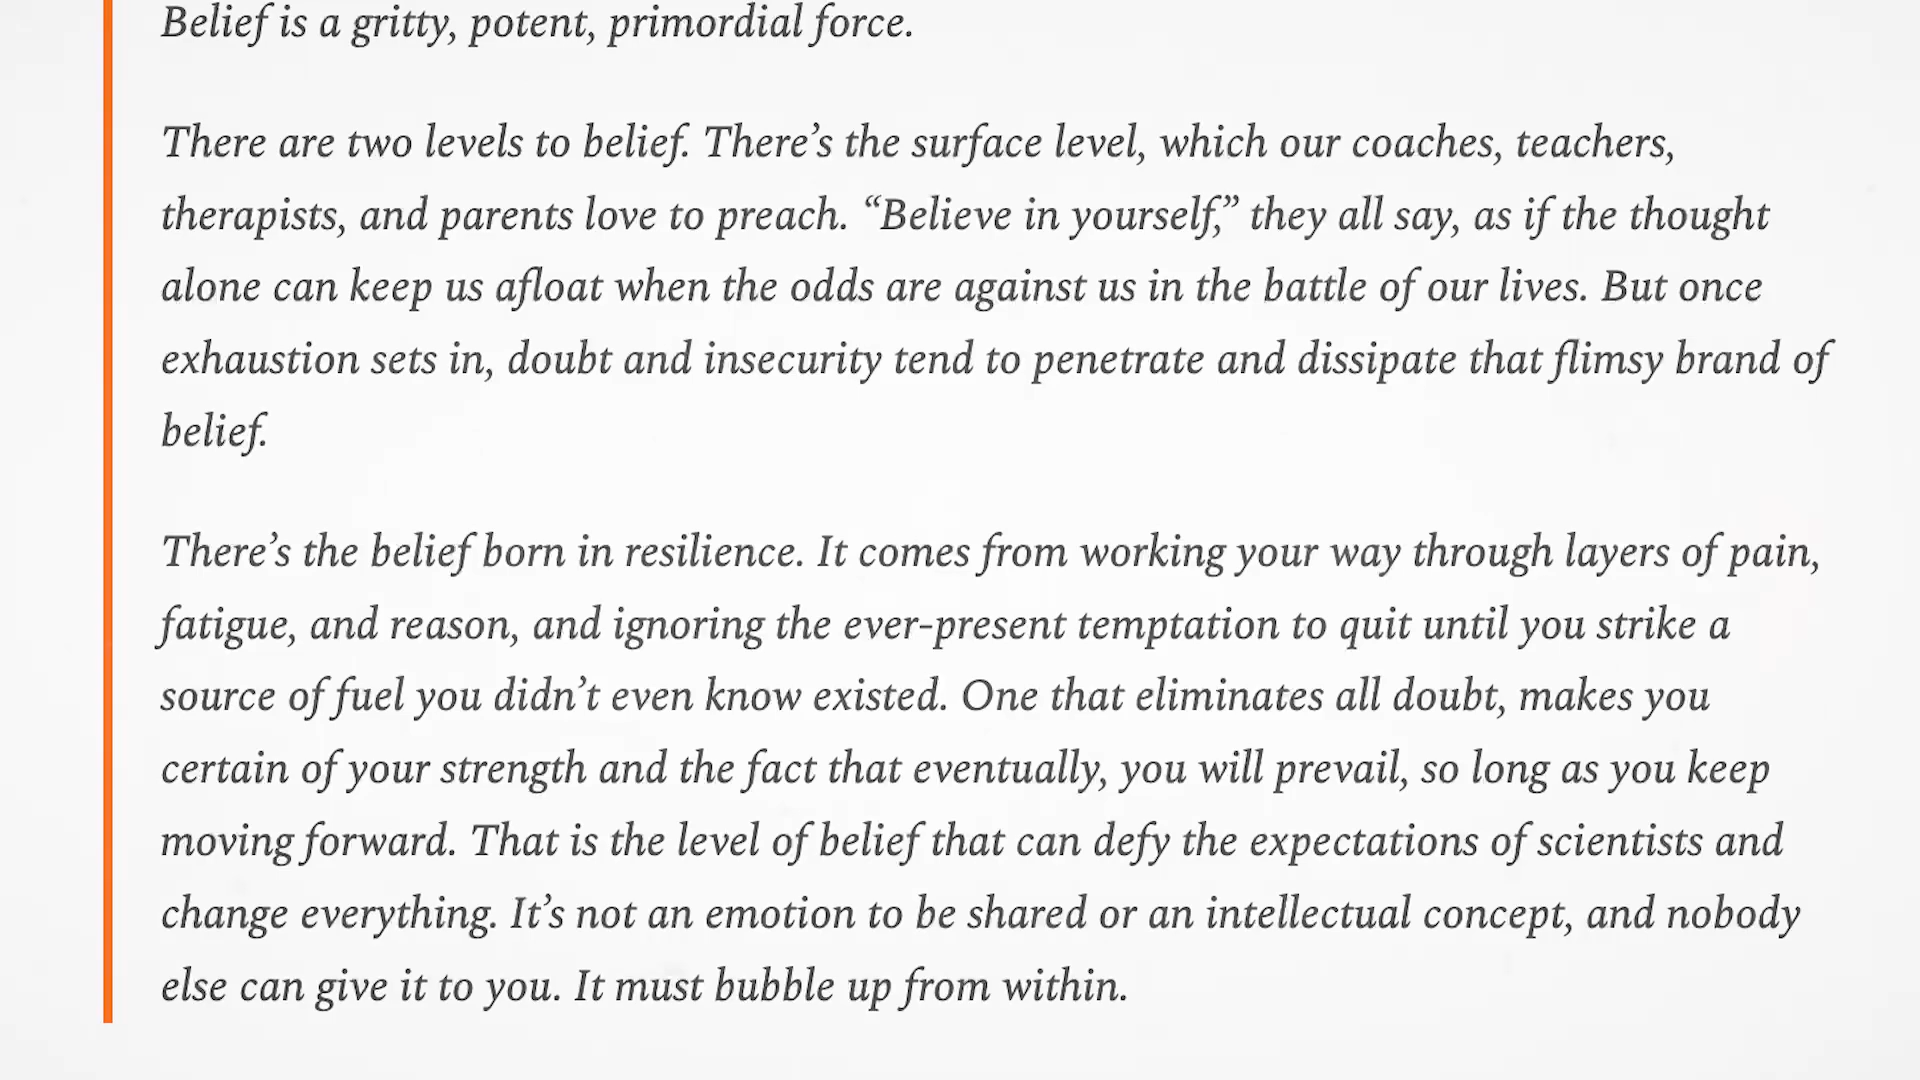 Belief is a gritty, potent, primordial force.
There are two levels to belief. There’s the surface level, which our coaches, teachers,
therapists, and parents love to preach. “Believe in yourself,” they all say, as if the thought
alone can keep us afloat when the odds are against us in the battle of our lives. But once
exhaustion sets in, doubt and insecurity tend to penetrate and dissipate that flimsy brand of
belief.
There’s the belief born in resilience. It comes from working your way through layers of pain,
fatigue, and reason, and ignoring the ever-present temptation to quit until you strike a
source of fuel you didn’t even know existed. One that eliminates all doubt, makes you
certain of your strength and the fact that eventually, you will prevail, so long as you keep
moving forward. That is the level of belief that can defy the expectations of scientists and
change everything. It’s not an emotion to be shared or an intellectual concept, and nobody
else can give it to you. It must bubble up from within.